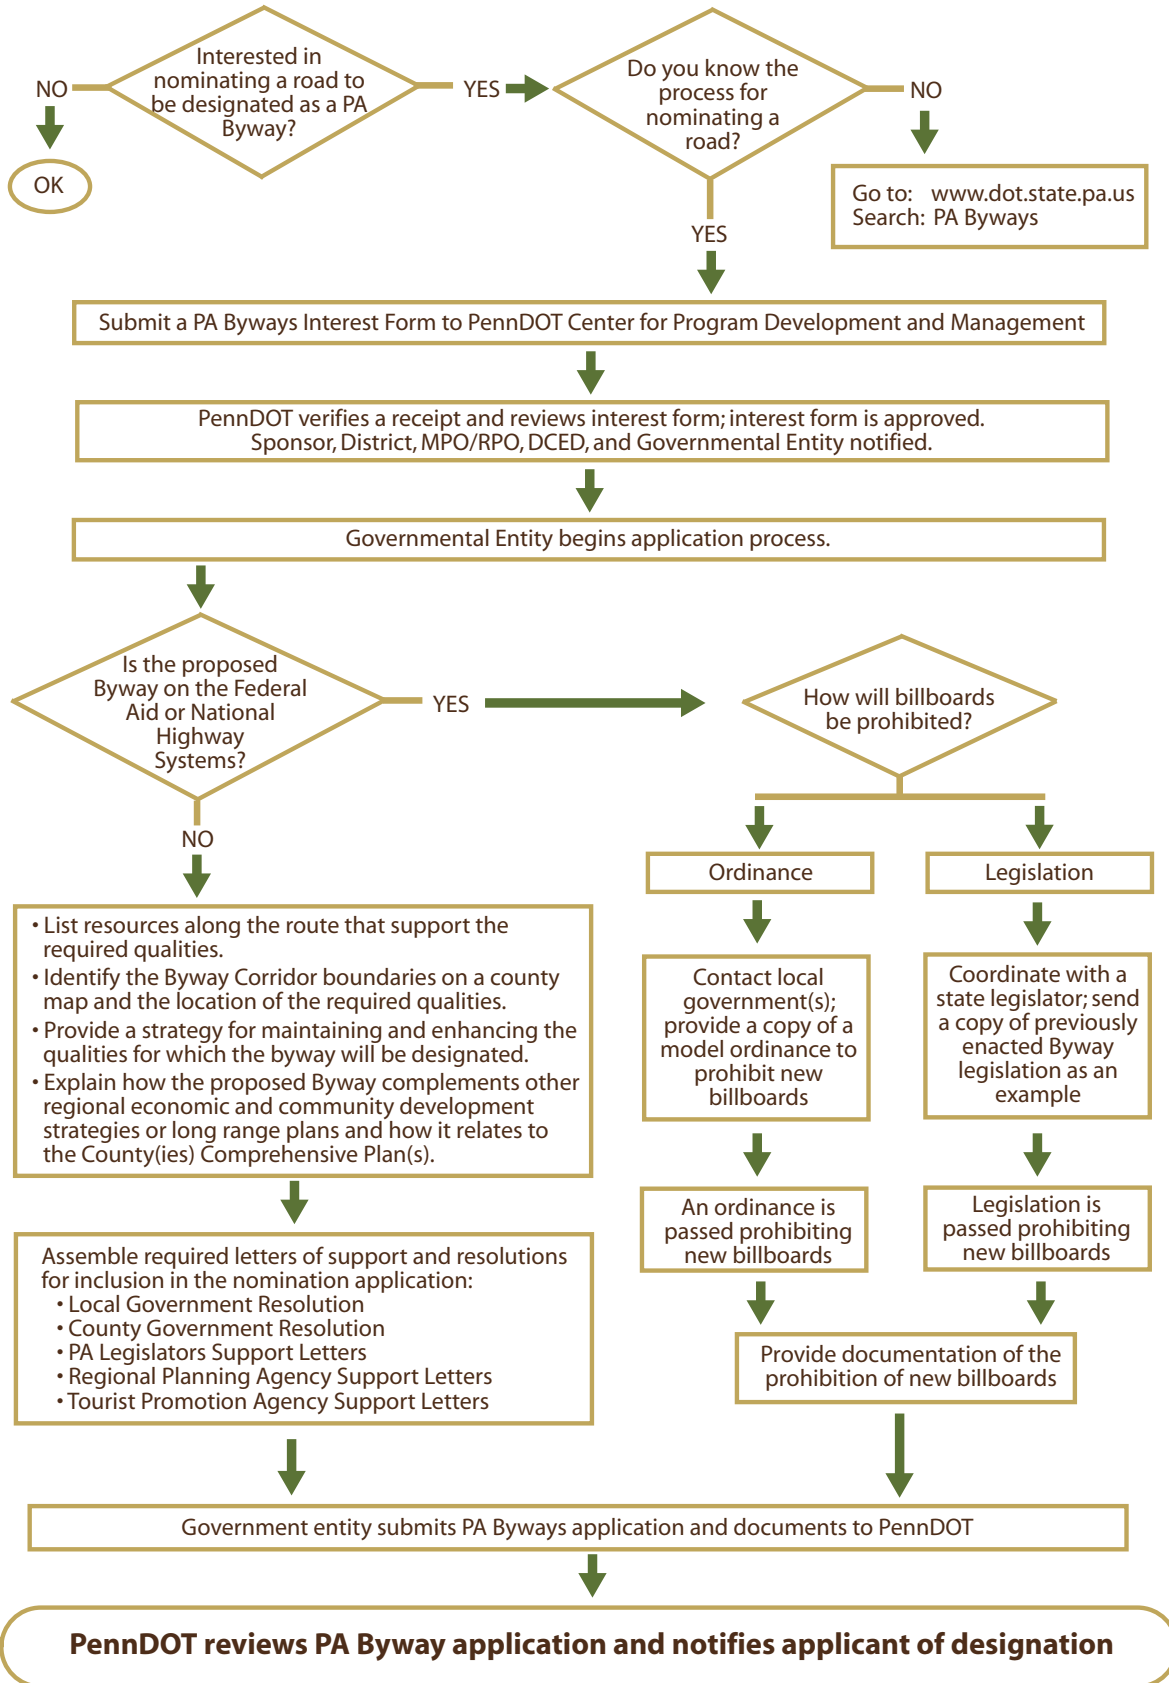 Interested in
nominating a road to
be designated as a PA
Byway?
NO
YES
OK
Do you know the
process for
nominating a
road?
NO
YES
Go to: www.dot.state.pa.us
Search: PA Byways
Submit a PA Byways Interest Form to PennDOT Center for Program Development and Management
PennDOT verifies a receipt and reviews interest form; interest form is approved.
Sponsor, District, MPO/RPO, DCED, and Governmental Entity notified.
Governmental Entity begins application process.
Is the proposed
Byway on the Federal
Aid or National
Highway
Systems?
YES
NO
How will billboards
be prohibited?
Ordinance
Legislation
• List resources along the route that support the
required qualities.
• Identify the Byway Corridor boundaries on a county
map and the location of the required qualities.
• Provide a strategy for maintaining and enhancing the
qualities for which the byway will be designated.
• Explain how the proposed Byway complements other
regional economic and community development
strategies or long range plans and how it relates to
the County(ies) Comprehensive Plan(s).
Contact local
government(s);
provide a copy of a
model ordinance to
prohibit new
billboards
Coordinate with a
state legislator; send
a copy of previously
enacted Byway
legislation as an
example
An ordinance is
passed prohibiting
new billboards
Legislation is
passed prohibiting
new billboards
Assemble required letters of support and resolutions
for inclusion in the nomination application:
• Local Government Resolution
• County Government Resolution
• PA Legislators Support Letters
• Regional Planning Agency Support Letters
• Tourist Promotion Agency Support Letters
Provide documentation of the
prohibition of new billboards
Government entity submits PA Byways application and documents to PennDOT
PennDOT reviews PA Byway application and notifies applicant of designation